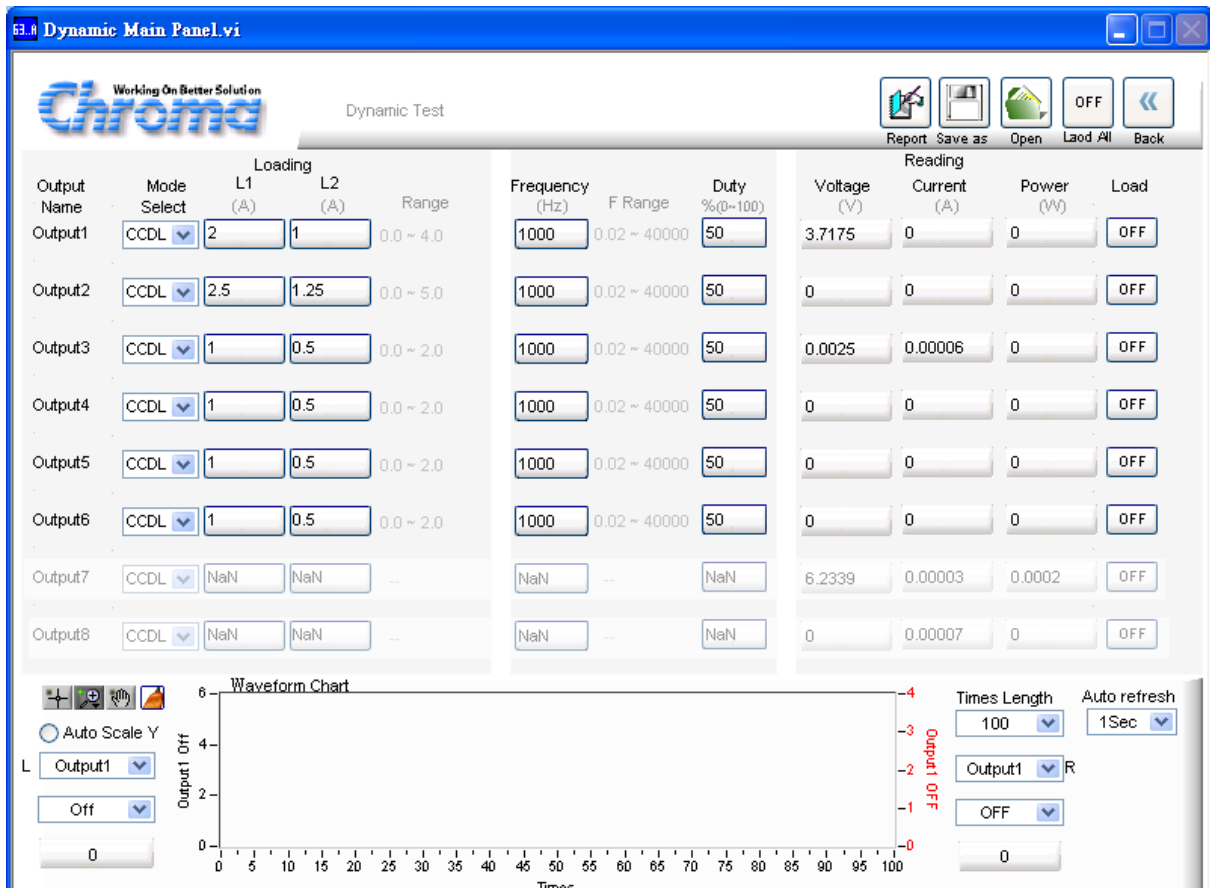 63..A Dynamic Main Panel.vi
Working On Better Solution
Chroma
Dynamic Test
OFF
Report Save as Open Laod All Back
Loading Reading
Output Name Mode Select L1 (A) L2 (A) Range Frequency (Hz) F Range Duty %(0~100) Voltage (V) Current (A) Power (W) Load
Output1 CCDL 2 1 0.0 ~ 4.0 1000 0.02 ~ 40000 50 3.7175 0 0 OFF
Output2 CCDL 2.5 1.25 0.0 ~ 5.0 1000 0.02 ~ 40000 50 0 0 0 OFF
Output3 CCDL 1 0.5 0.0 ~ 2.0 1000 0.02 ~ 40000 50 0.0025 0.00006 0 OFF
Output4 CCDL 1 0.5 0.0 ~ 2.0 1000 0.02 ~ 40000 50 0 0 0 OFF
Output5 CCDL 1 0.5 0.0 ~ 2.0 1000 0.02 ~ 40000 50 0 0 0 OFF
Output6 CCDL 1 0.5 0.0 ~ 2.0 1000 0.02 ~ 40000 50 0 0 0 OFF
Output7 CCDL NaN NaN ... NaN ... NaN 6.2339 0.00003 0.0002 OFF
Output8 CCDL NaN NaN ... NaN ... NaN 0 0.00007 0 OFF
Waveform Chart
Auto Scale Y
L Output1
Off
0
Output1 Off
6
4
2
0
0 5 10 15 20 25 30 35 40 45 50 55 60 65 70 75 80 85 90 95 100
Times
4
3
2
1
0
Output1 OFF
Times Length Auto refresh
100 1Sec
Output1 R
OFF
0